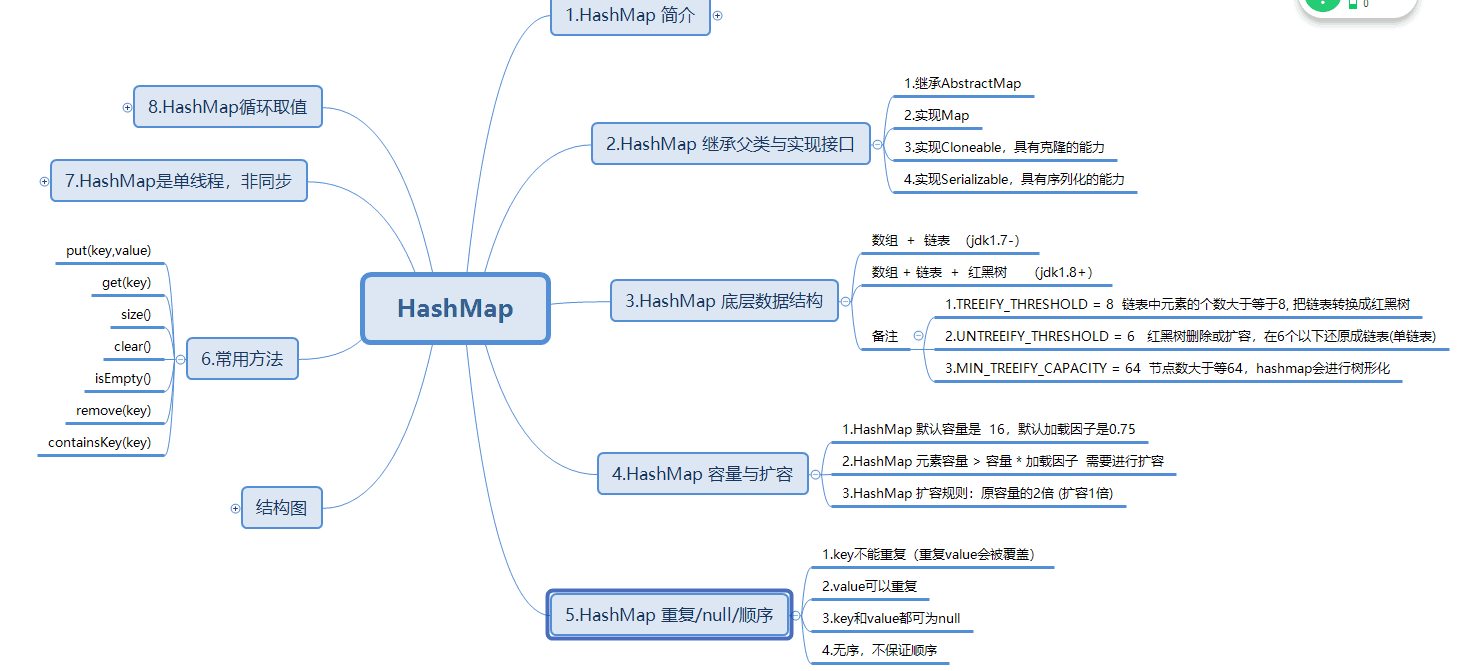 1.HashMap 简介
0
8.HashMap循环取值
7.HashMap是单线程，非同步
put(key,value)
get(key)
size()
clear()
isEmpty()
remove(key)
containsKey(key)
6.常用方法
结构图
HashMap
2.HashMap 继承父类与实现接口
1.继承AbstractMap
2.实现Map
3.实现Cloneable，具有克隆的能力
4.实现Serializable，具有序列化的能力
3.HashMap 底层数据结构
数组 + 链表 （jdk1.7-）
数组 + 链表 + 红黑树 （jdk1.8+）
备注
1.TREEIFY_THRESHOLD = 8 链表中元素的个数大于等于8, 把链表转换成红黑树
2.UNTREEIFY_THRESHOLD = 6 红黑树删除或扩容，在6个以下还原成链表(单链表)
3.MIN_TREEIFY_CAPACITY = 64 节点数大于等64，hashmap会进行树形化
4.HashMap 容量与扩容
1.HashMap 默认容量是 16，默认加载因子是0.75
2.HashMap 元素容量 > 容量 * 加载因子 需要进行扩容
3.HashMap 扩容规则：原容量的2倍 (扩容1倍)
5.HashMap 重复/null/顺序
1.key不能重复（重复value会被覆盖）
2.value可以重复
3.key和value都可为null
4.无序，不保证顺序